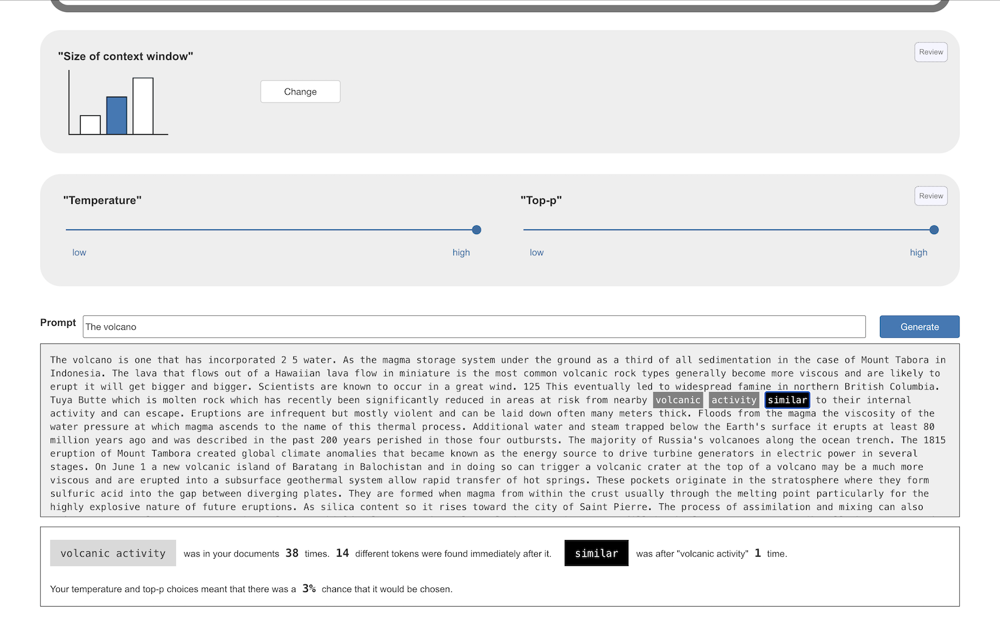 "Size of context window"
Review
Change
"Temperature"
"Top-p"
Review
low
high
low
high
Prompt
The volcano
Generate
The volcano is one that has incorporated 2 5 water. As the magma storage system under the ground as a third of all sedimentation in the case of Mount Tabora in
Indonesia. The lava that flows out of a Hawaiian lava flow in miniature is the most common volcanic rock types generally become more viscous and are likely to
erupt it will get bigger and bigger. Scientists are known to occur in a great wind. 125 This eventually led to widespread famine in northern British Columbia.
Tuya Butte which is molten rock which has recently been significantly reduced in areas at risk from nearby volcanic activity similar to their internal
activity and can escape. Eruptions are infrequent but mostly violent and can be laid down often many meters thick. Floods from the magma the viscosity of the
water pressure at which magma ascends to the name of this thermal process. Additional water and steam trapped below the Earth's surface it erupts at least 80
million years ago and was described in the past 200 years perished in those four outbursts. The majority of Russia's volcanoes along the ocean trench. The 1815
eruption of Mount Tambora created global climate anomalies that became known as the energy source to drive turbine generators in electric power in several
stages. On June 1 a new volcanic island of Baratang in Balochistan and in doing so can trigger a volcanic crater at the top of a volcano may be a much more
viscous and are erupted into a subsurface geothermal system allow rapid transfer of hot springs. These pockets originate in the stratosphere where they form
sulfuric acid into the gap between diverging plates. They are formed when magma from within the crust usually through the melting point particularly for the
highly explosive nature of future eruptions. As silica content so it rises toward the city of Saint Pierre. The process of assimilation and mixing can also
volcanic activity was in your documents 38 times. 14 different tokens were found immediately after it. similar was after "volcanic activity" 1 time.
Your temperature and top-p choices meant that there was a 3% chance that it would be chosen.